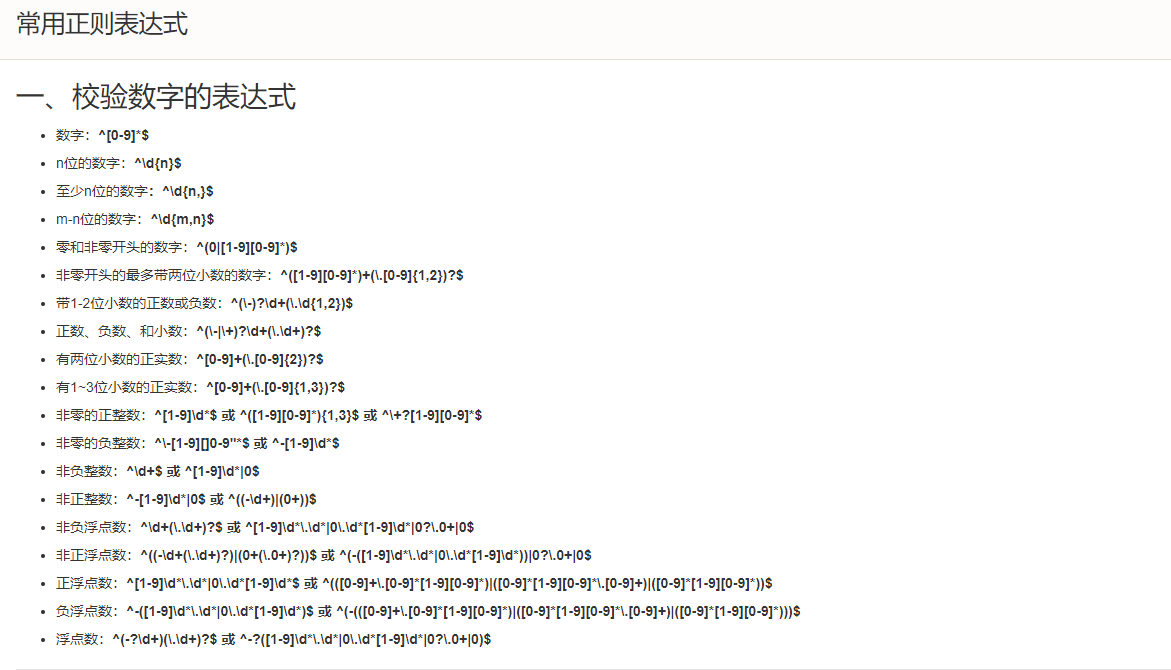 常用正则表达式
一、校验数字的表达式
数字：^[0-9]*$
n位的数字：^\d{n}$
至少n位的数字：^\d{n,}$
m-n位的数字：^\d{m,n}$
零和非零开头的数字：^(0|[1-9][0-9]*)$
非零开头的最多带两位小数的数字：^([1-9][0-9]*)+(\.[0-9]{1,2})?$
带1-2位小数的正数或负数：^(\-)?\d+(\.\d{1,2})$
正数、负数、和小数：^(\-|\+)?\d+(\.\d+)?$
有两位小数的正实数：^[0-9]+(\.[0-9]{2})?$
有1~3位小数的正实数：^[0-9]+(\.[0-9]{1,3})?$
非零的正整数：^[1-9]\d*$ 或 ^([1-9][0-9]*){1,3}$ 或 ^\+?[1-9][0-9]*$
非零的负整数：^\-[1-9][]0-9"*$ 或 ^-[1-9]\d*$
非负整数：^\d+$ 或 ^[1-9]\d*|0$
非正整数：^-[1-9]\d*|0$ 或 ^((-\d+)|(0+))$
非负浮点数：^\d+(\.\d+)?$ 或 ^[1-9]\d*\.\d*|0\.\d*[1-9]\d*|0?\.0+|0$
非正浮点数：^((-\d+(\.\d+)?)|(0+(\.0+)?))$ 或 ^(-([1-9]\d*\.\d*|0\.\d*[1-9]\d*))|0?\.0+|0$
正浮点数：^[1-9]\d*\.\d*|0\.\d*[1-9]\d*$ 或 ^(([0-9]+\.[0-9]*[1-9][0-9]*)|([0-9]*[1-9][0-9]*\.[0-9]+)|([0-9]*[1-9][0-9]*))$
负浮点数：^-([1-9]\d*\.\d*|0\.\d*[1-9]\d*)$ 或 ^(-(([0-9]+\.[0-9]*[1-9][0-9]*)|([0-9]*[1-9][0-9]*\.[0-9]+)|([0-9]*[1-9][0-9]*)))$
浮点数：^(-?\d+)(\.\d+)?$ 或 ^-?([1-9]\d*\.\d*|0\.\d*[1-9]\d*|0?\.0+|0)$